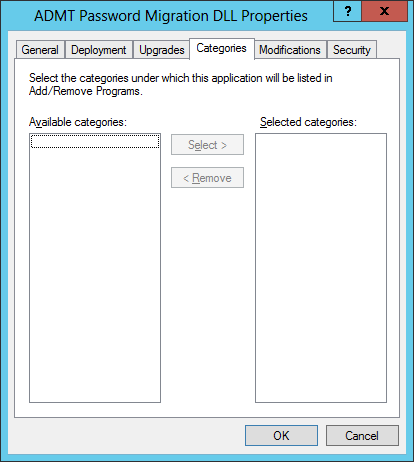 ADMT Password Migration DLL Properties
? x
General Deployment Upgrades Categories Modifications Security
Select the categories under which this application will be listed in
Add/Remove Programs.
Available categories: Selected categories:
Select >
< Remove
OK Cancel